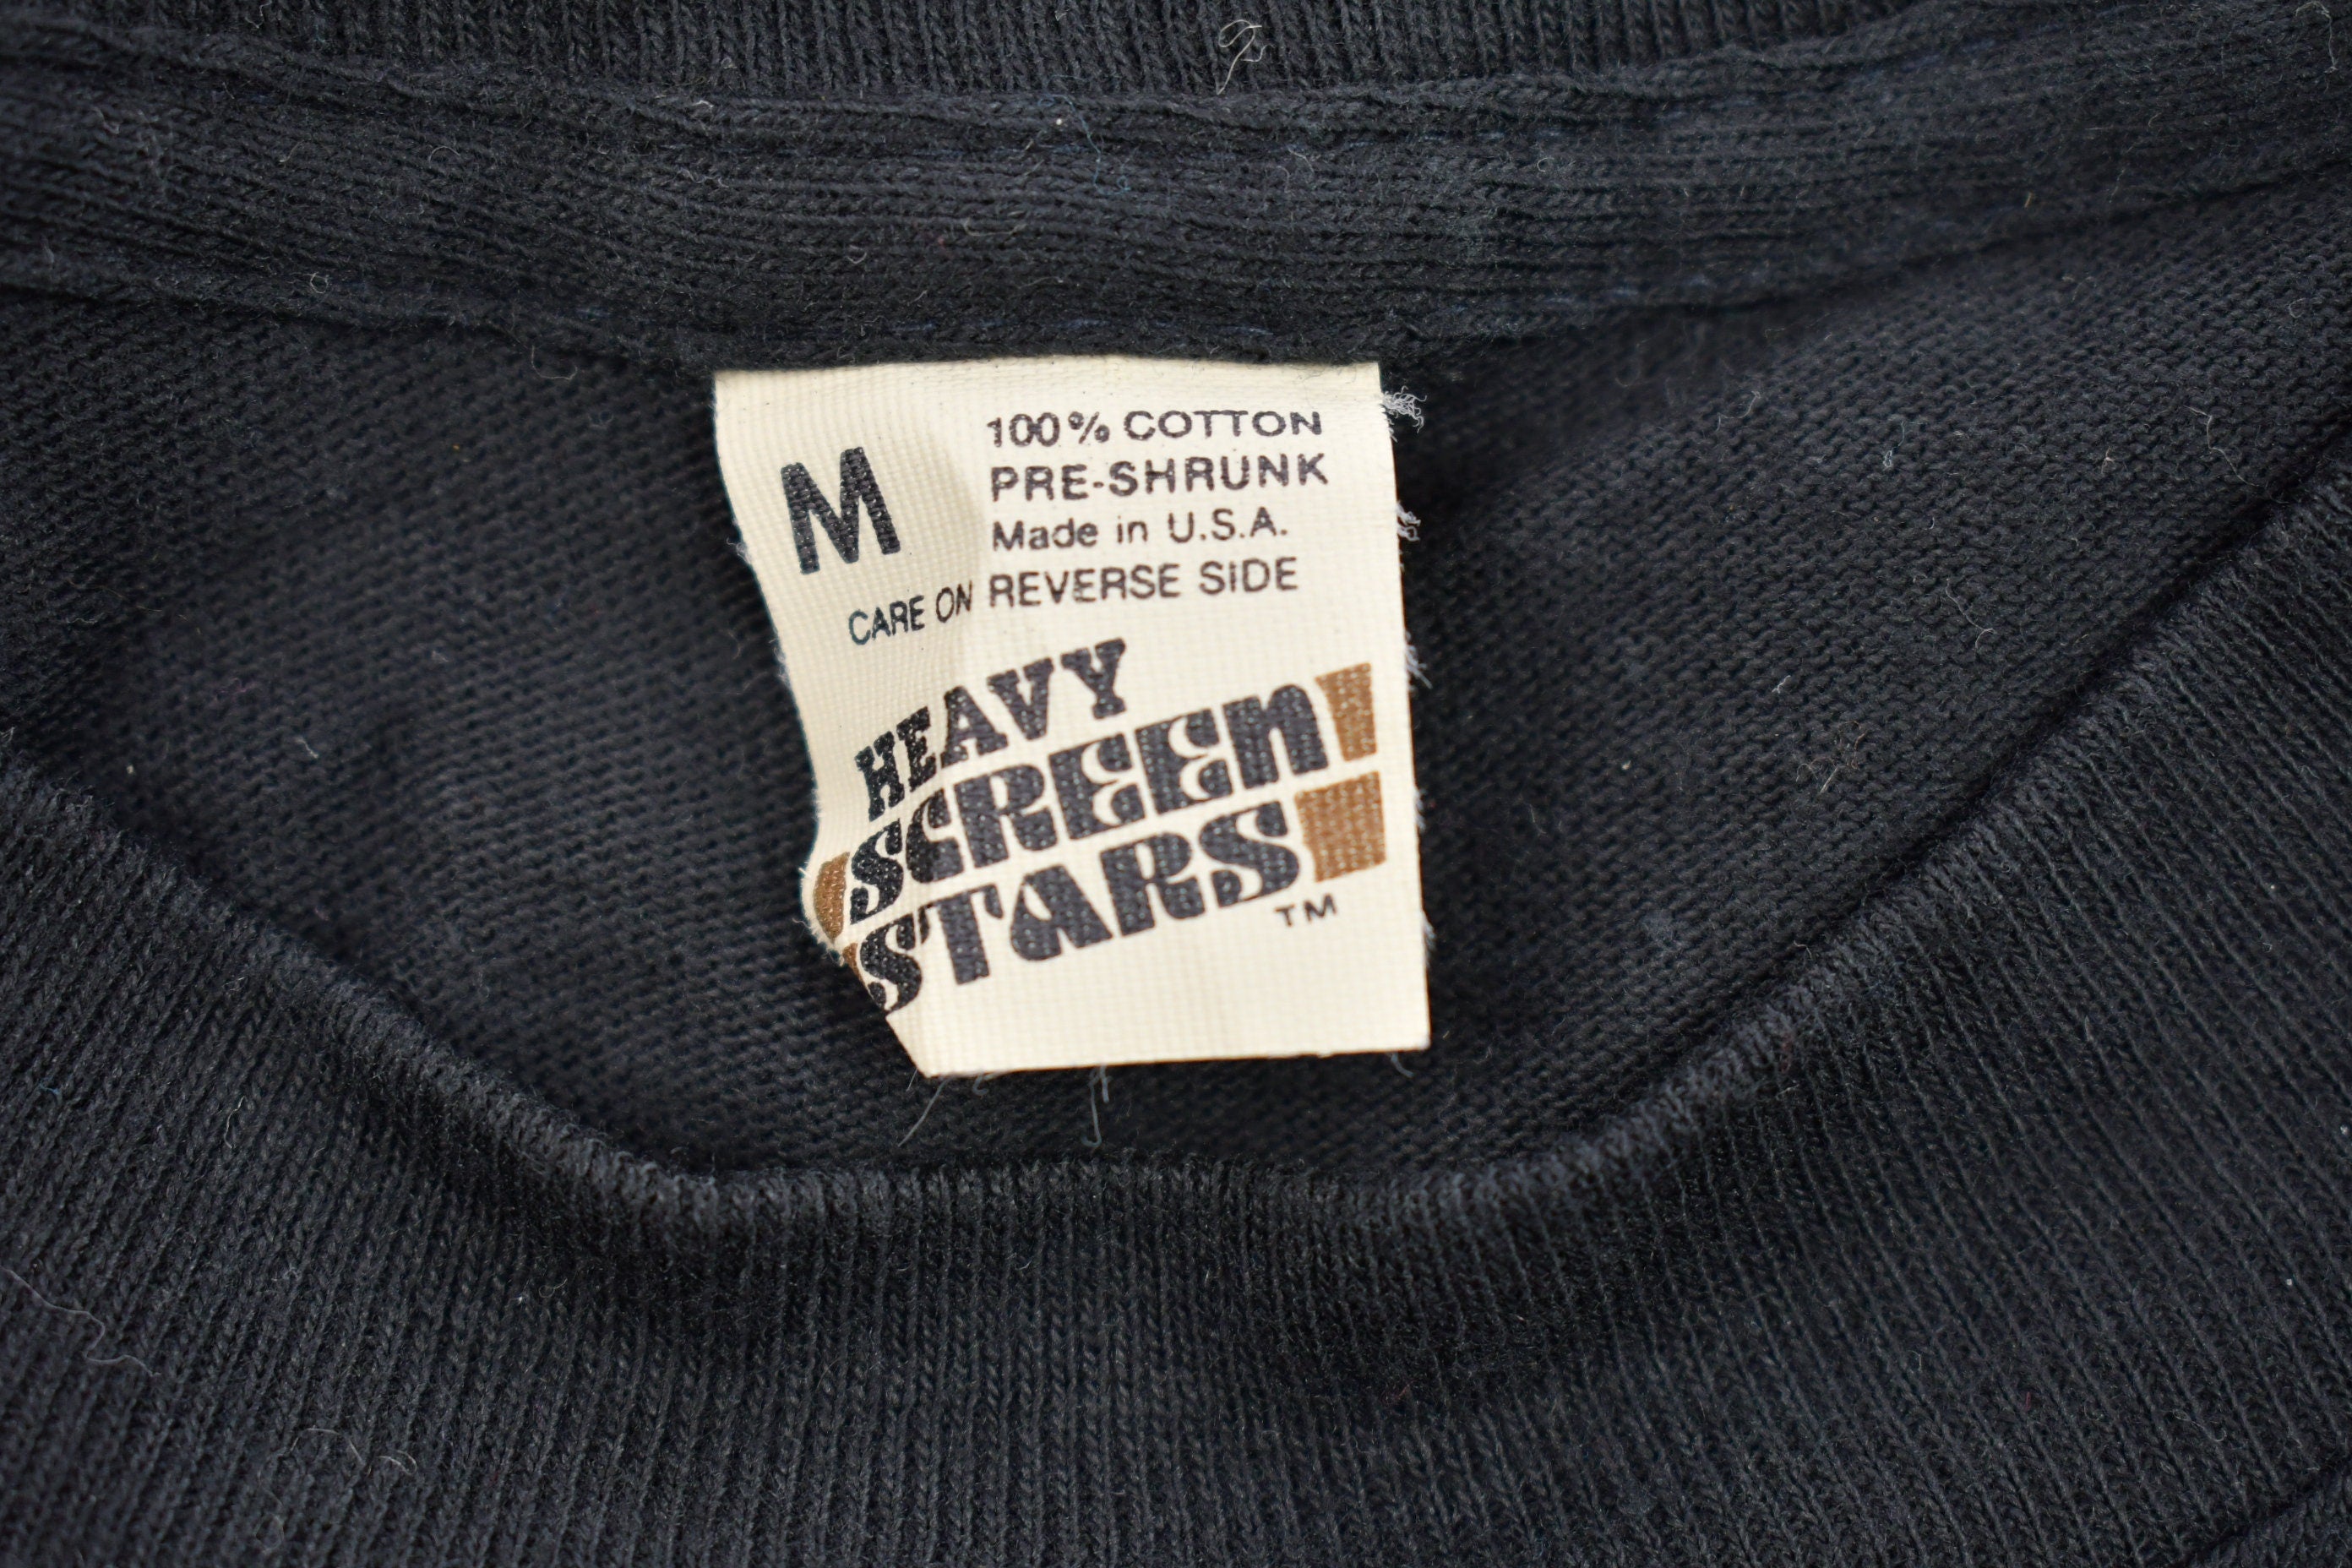 M
100% COTTON
PRE-SHRUNK
Made in U.S.A.
CARE ON REVERSE SIDE
HEAVY
SCREEN
STARS
TM